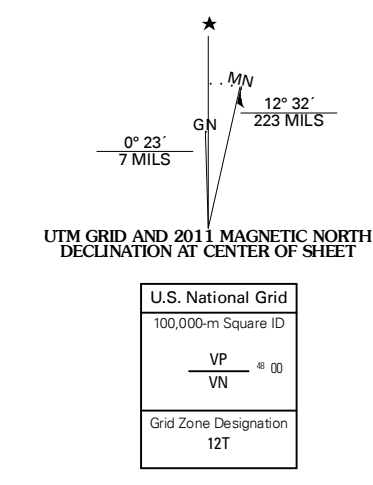 MN
12° 32´
223 MILS
GN
0° 23´
7 MILS
UTM GRID AND 2011 MAGNETIC NORTH
DECLINATION AT CENTER OF SHEET
U.S. National Grid
100,000-m Square ID
VP
48 00
VN
Grid Zone Designation
12T